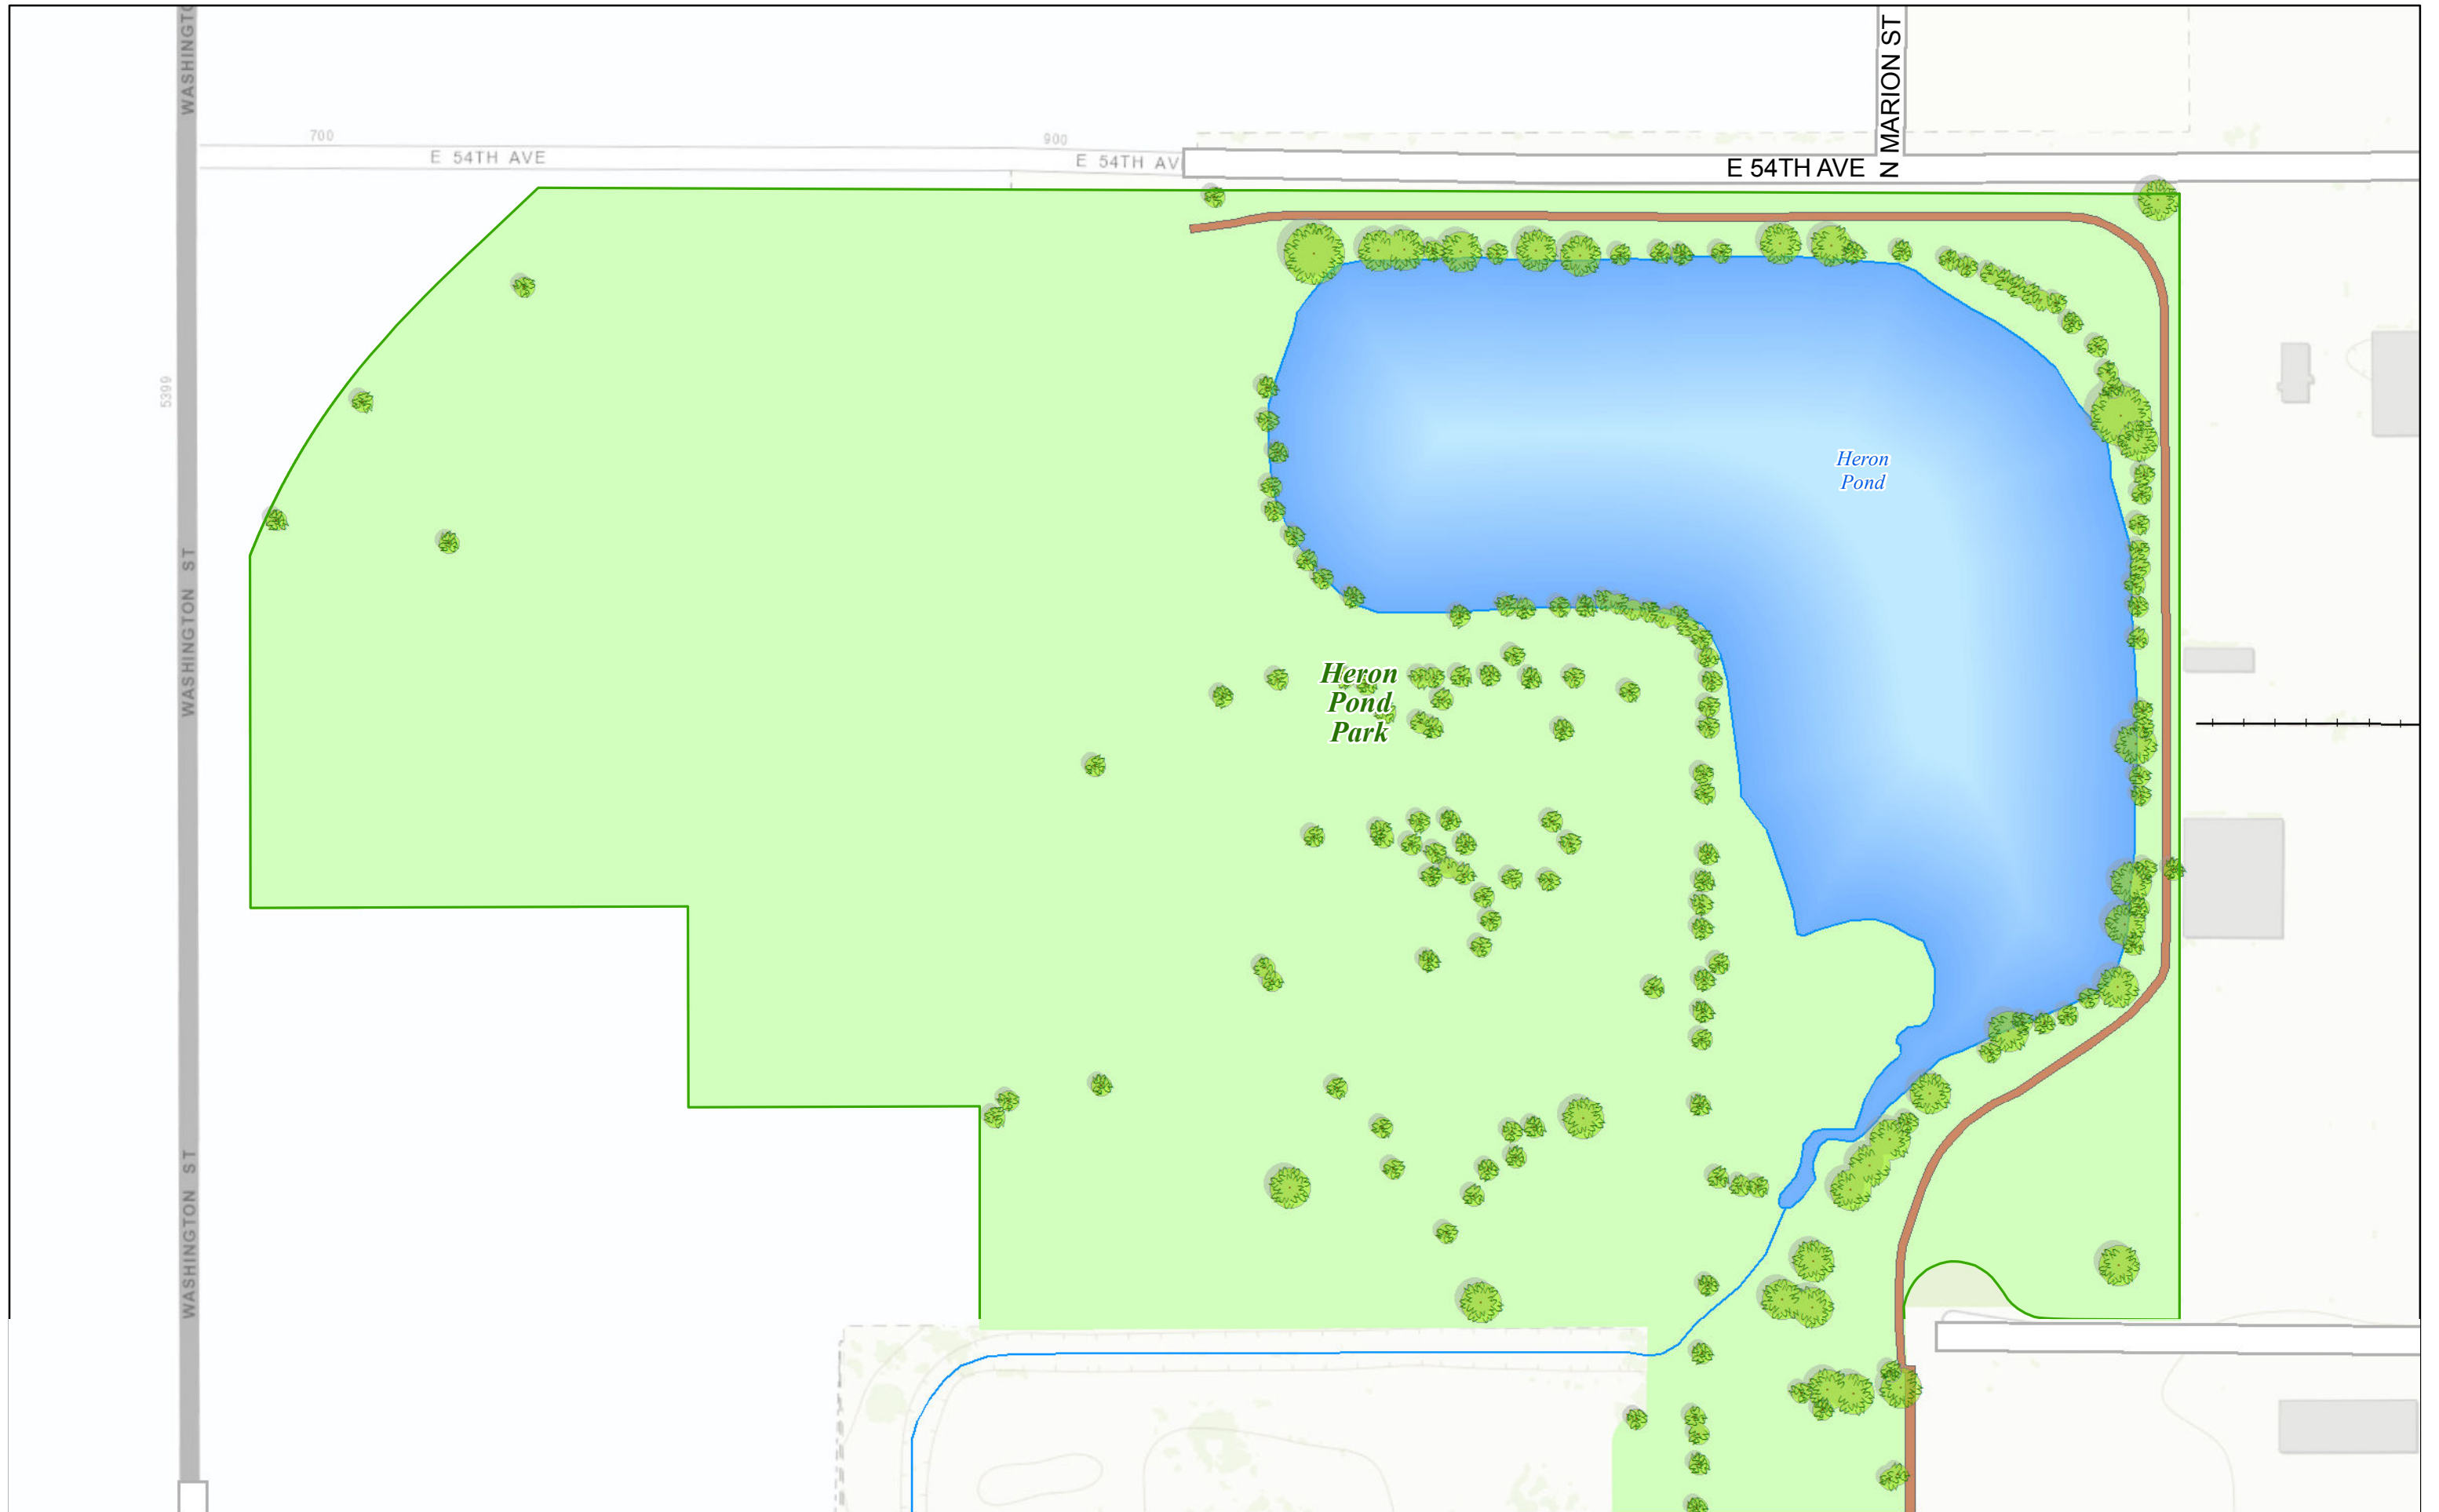 WASHINGTO
N MARION ST
700
900
E 54TH AVE
E 54TH AV
E 54TH AVE
5399
Heron
Pond
WASHINGTON ST
Heron
Pond
Park
WASHINGTON ST